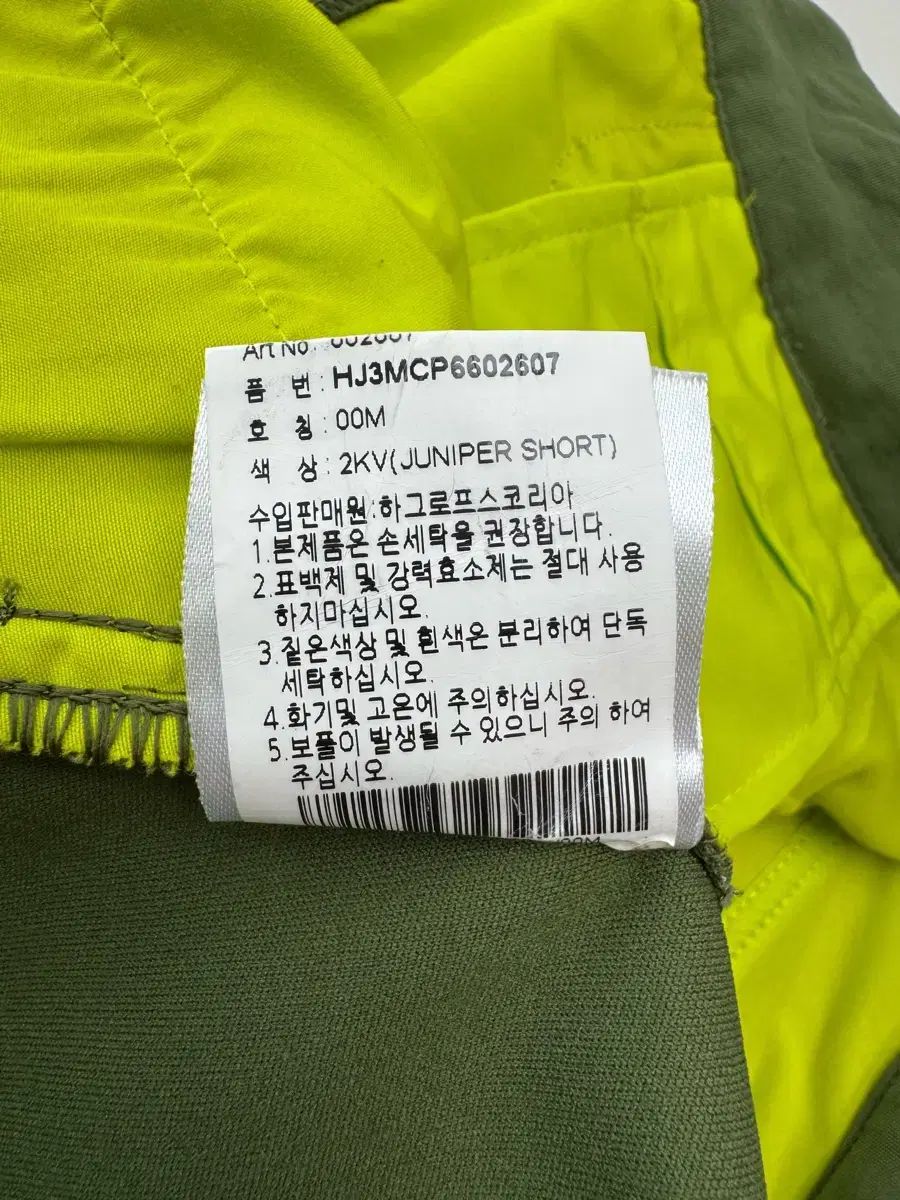 Art No : 602607
품 번 : HJ3MCP6602607
호 칭 : 00M
색 상 : 2KV(JUNIPER SHORT)
수입판매원:하그로프스코리아
1.본제품은 손세탁을 권장합니다.
2.표백제 및 강력효소제는 절대 사용
하지마십시오.
3.짙은색상 및 흰색은 분리하여 단독
세탁하십시오.
4.화기및 고온에 주의하십시오.
5.보풀이 발생될 수 있으니 주의 하여
주십시오.